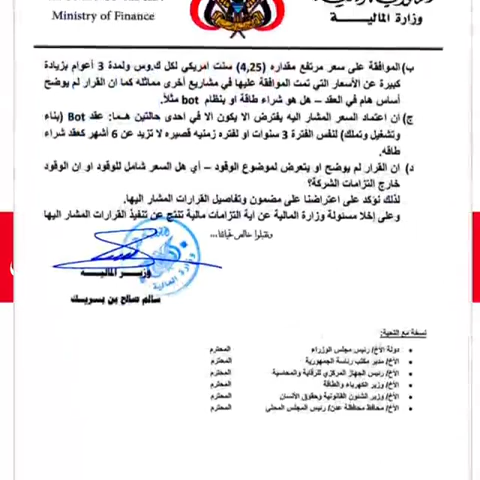 Ministry of Finance
وزارة المالية
ب) الموافقة على سعر مرتفع مقداره (4,25) سنت امريكي لكل ك.وس ولمدة 3 أعوام بزيادة
كبيرة عن الأسعار التي تمت الموافقة عليها في مشاريع أخرى مماثله كما ان القرار لم يوضح
أساس هام في العقد – هل هو شراء طاقة او بنظام bot مثلاً.
ج) ان اعتماد السعر المشار اليه يفترض الا يكون الا في احدى حالتين هما: عقد Bot (بناء
وتشغيل وتملك) لنفس الفترة 3 سنوات او لفتره زمنيه قصيره لا تزيد عن 6 أشهر كعقد شراء
طاقه.
د) ان القرار لم يوضح او يتعرض لموضوع الوقود – أي هل السعر شامل للوقود او ان الوقود
خارج التزامات الشركة؟
لذلك نؤكد على اعتراضنا على مضمون وتفاصيل القرارات المشار اليها.
وعلى إخلا مسئولة وزارة المالية عن أية التزامات مالية تنتج عن تنفيذ القرارات المشار اليها
وتقبلوا خالص تحياتنا...
وزير المالية
سالم صالح بن بريك
نسخة مع التحية:
• دولة الأخ/ رئيس مجلس الوزراء المحترم
• الأخ/ مدير مكتب رئاسة الجمهورية المحترم
• الأخ/ رئيس الجهاز المركزي للرقابة والمحاسبة المحترم
• الأخ/ وزير الكهرباء والطاقة المحترم
• الأخ/ وزير الشئون القانونية وحقوق الأنسان المحترم
• الأخ/ محافظ محافظة عدن/ رئيس المجلس المحلي المحترم